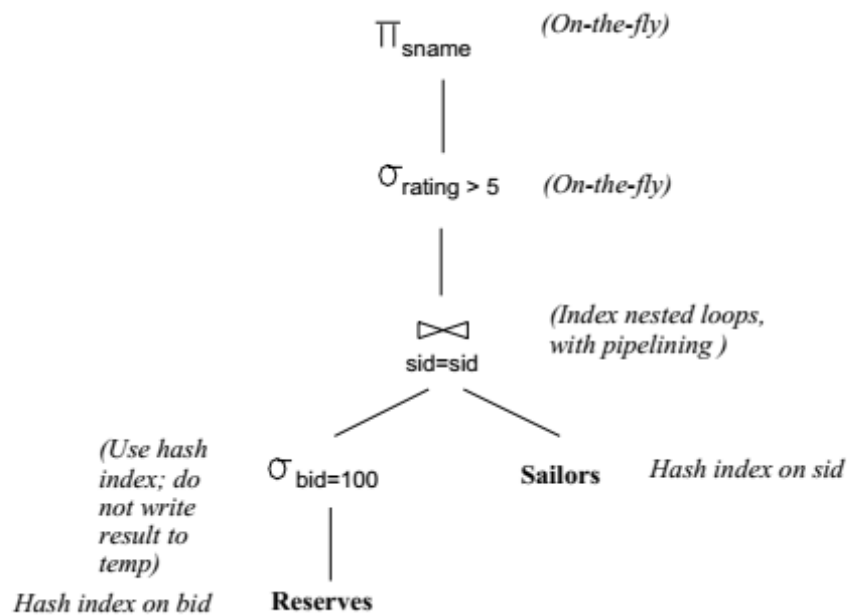 π sname (On-the-fly)
σ rating > 5 (On-the-fly)
⋈ (Index nested loops,
with pipelining )
sid=sid
(Use hash
index; do
not write
result to
temp)
σ bid=100
Sailors
Hash index on sid
Hash index on bid
Reserves